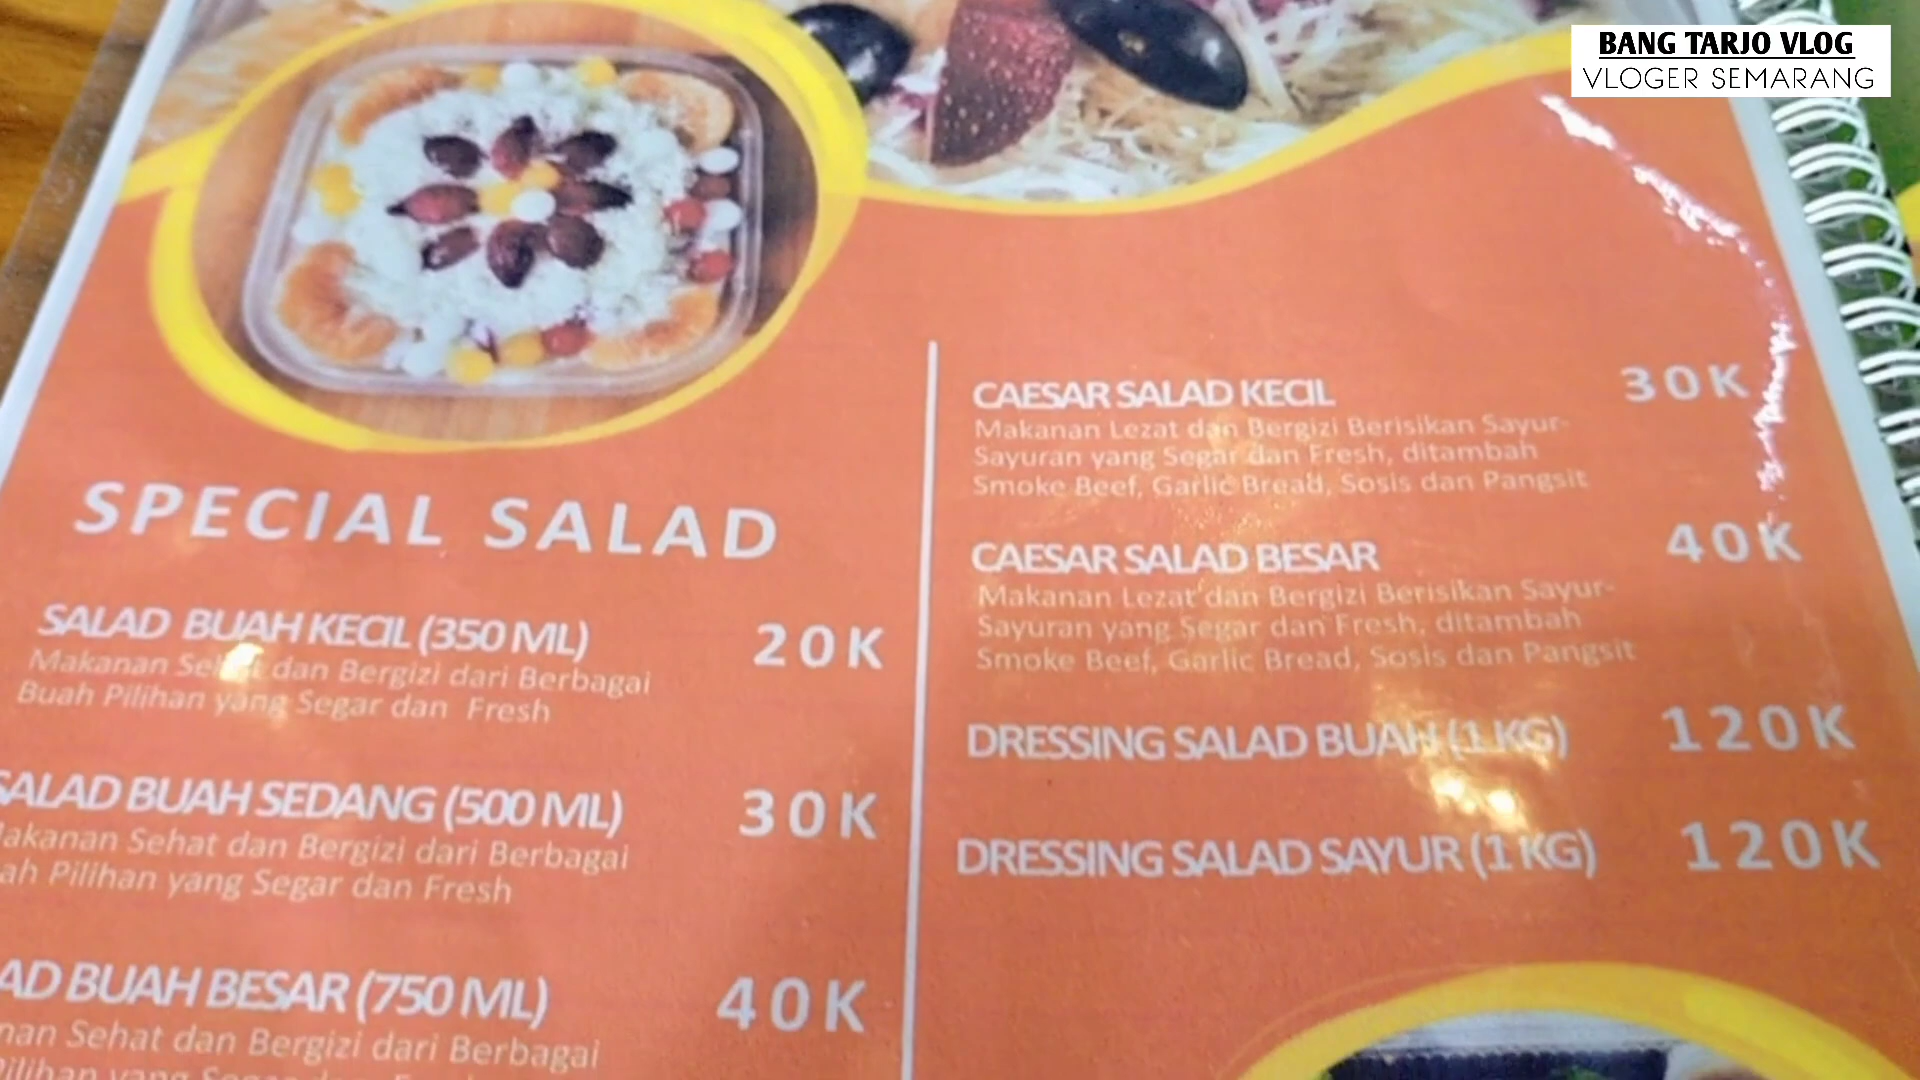 BANG TARJO VLOG
VLOGER SEMARANG
SPECIAL SALAD
SALAD BUAH KECIL (350 ML) 20K
Makanan Sehat dan Bergizi dari Berbagai
Buah Pilihan yang Segar dan Fresh
SALAD BUAH SEDANG (500 ML) 30K
Makanan Sehat dan Bergizi dari Berbagai
ah Pilihan yang Segar dan Fresh
AD BUAH BESAR (750 ML) 40K
nan Sehat dan Bergizi dari Berbagai
Pilihan yang
CAESAR SALAD KECIL 30K
Makanan Lezat dan Bergizi Berisikan Sayur-
Sayuran yang Segar dan Fresh, ditambah
Smoke Beef, Garlic Bread, Sosis dan Pangsit
CAESAR SALAD BESAR 40K
Makanan Lezat dan Bergizi Berisikan Sayur-
Sayuran yang Segar dan Fresh, ditambah
Smoke Beef, Garlic Bread, Sosis dan Pangsit
DRESSING SALAD BUAH (1 KG) 120K
DRESSING SALAD SAYUR (1 KG) 120K